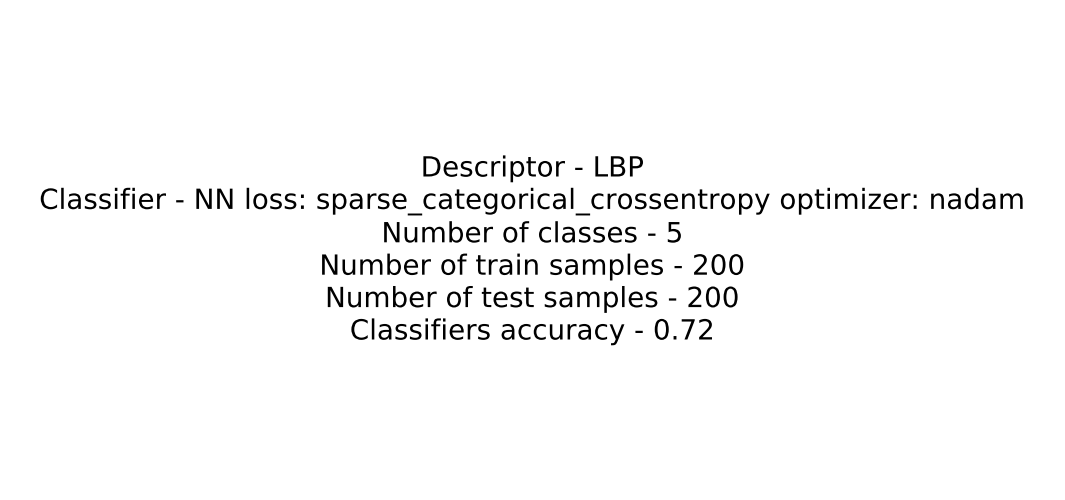 Descriptor - LBP
Classifier - NN loss: sparse_categorical_crossentropy optimizer: nadam
Number of classes - 5
Number of train samples - 200
Number of test samples - 200
Classifiers accuracy - 0.72